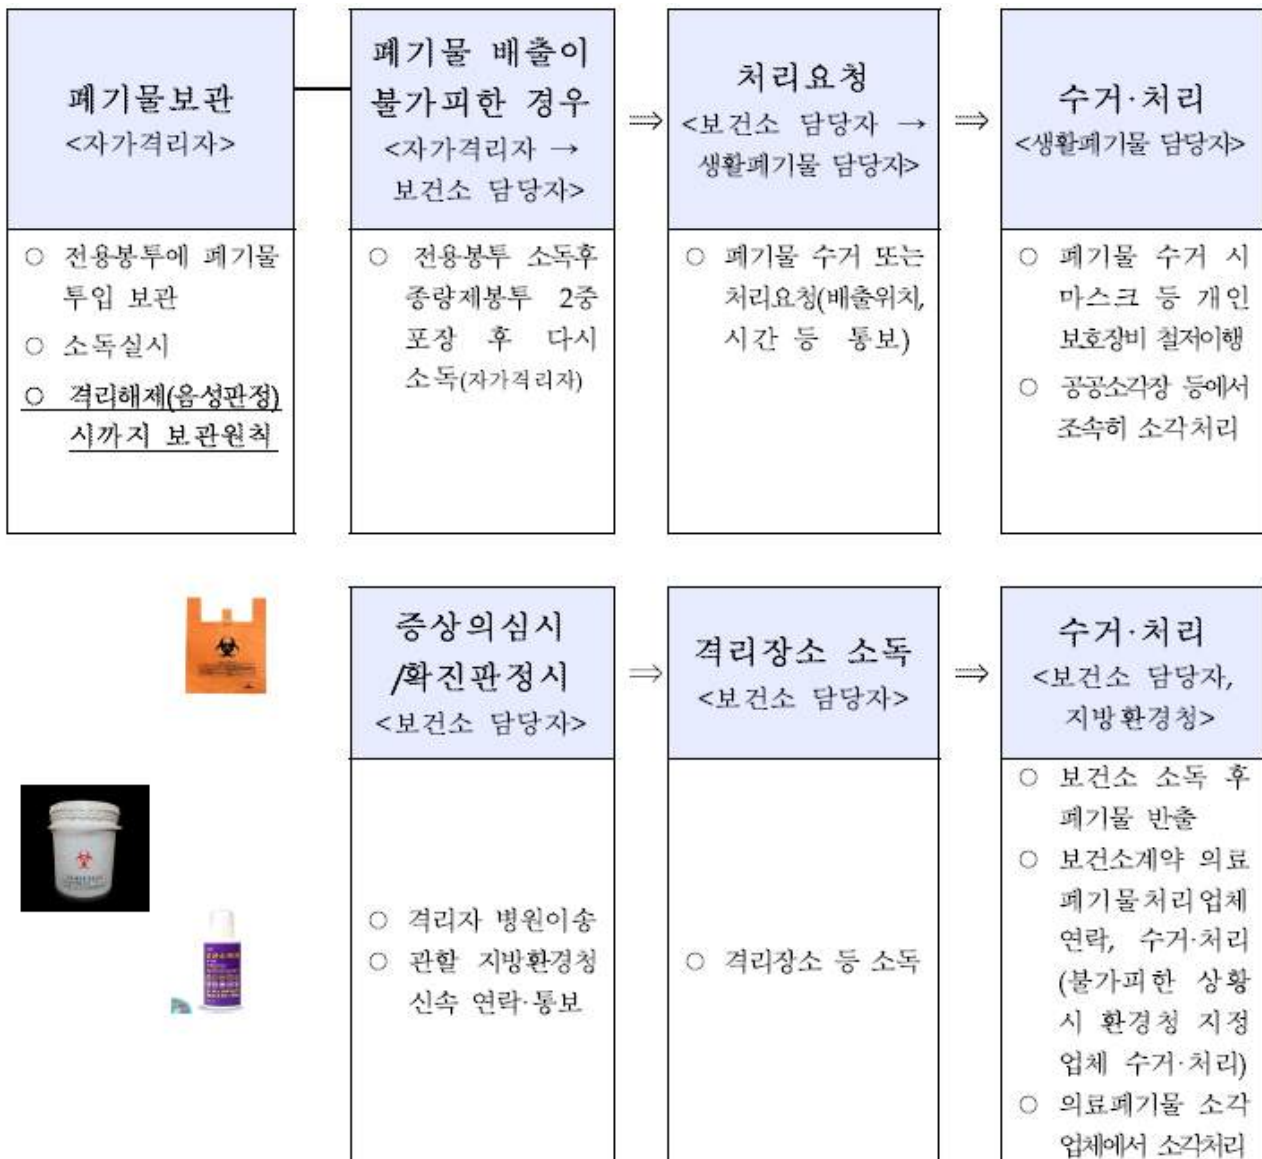 폐기물보관
<자가격리자>
○ 전용봉투에 폐기물
투입 보관
○ 소독실시
○ 격리해제(음성판정)
시까지 보관원칙
폐기물 배출이
불가피한 경우
<자가격리자 →
보건소 담당자>
○ 전용봉투 소독후
종량제봉투 2중
포장 후 다시
소독(자가격리자)
⇒
처리요청
<보건소 담당자 →
생활폐기물 담당자>
○ 폐기물 수거 또는
처리요청(배출위치,
시간 등 통보)
⇒
수거·처리
<생활폐기물 담당자>
○ 폐기물 수거 시
마스크 등 개인
보호장비 철저이행
○ 공공소각장 등에서
조속히 소각처리
증상의심시
/확진판정시
<보건소 담당자>
○ 격리자 병원이송
○ 관할 지방환경청
신속 연락·통보
⇒
격리장소 소독
<보건소 담당자>
○ 격리장소 등 소독
⇒
수거·처리
<보건소 담당자,
지방환경청>
○ 보건소 소독 후
폐기물 반출
○ 보건소계약 의료
폐기물처리업체
연락, 수거·처리
(불가피한 상황
시 환경청 지정
업체 수거·처리)
○ 의료폐기물 소각
업체에서 소각처리